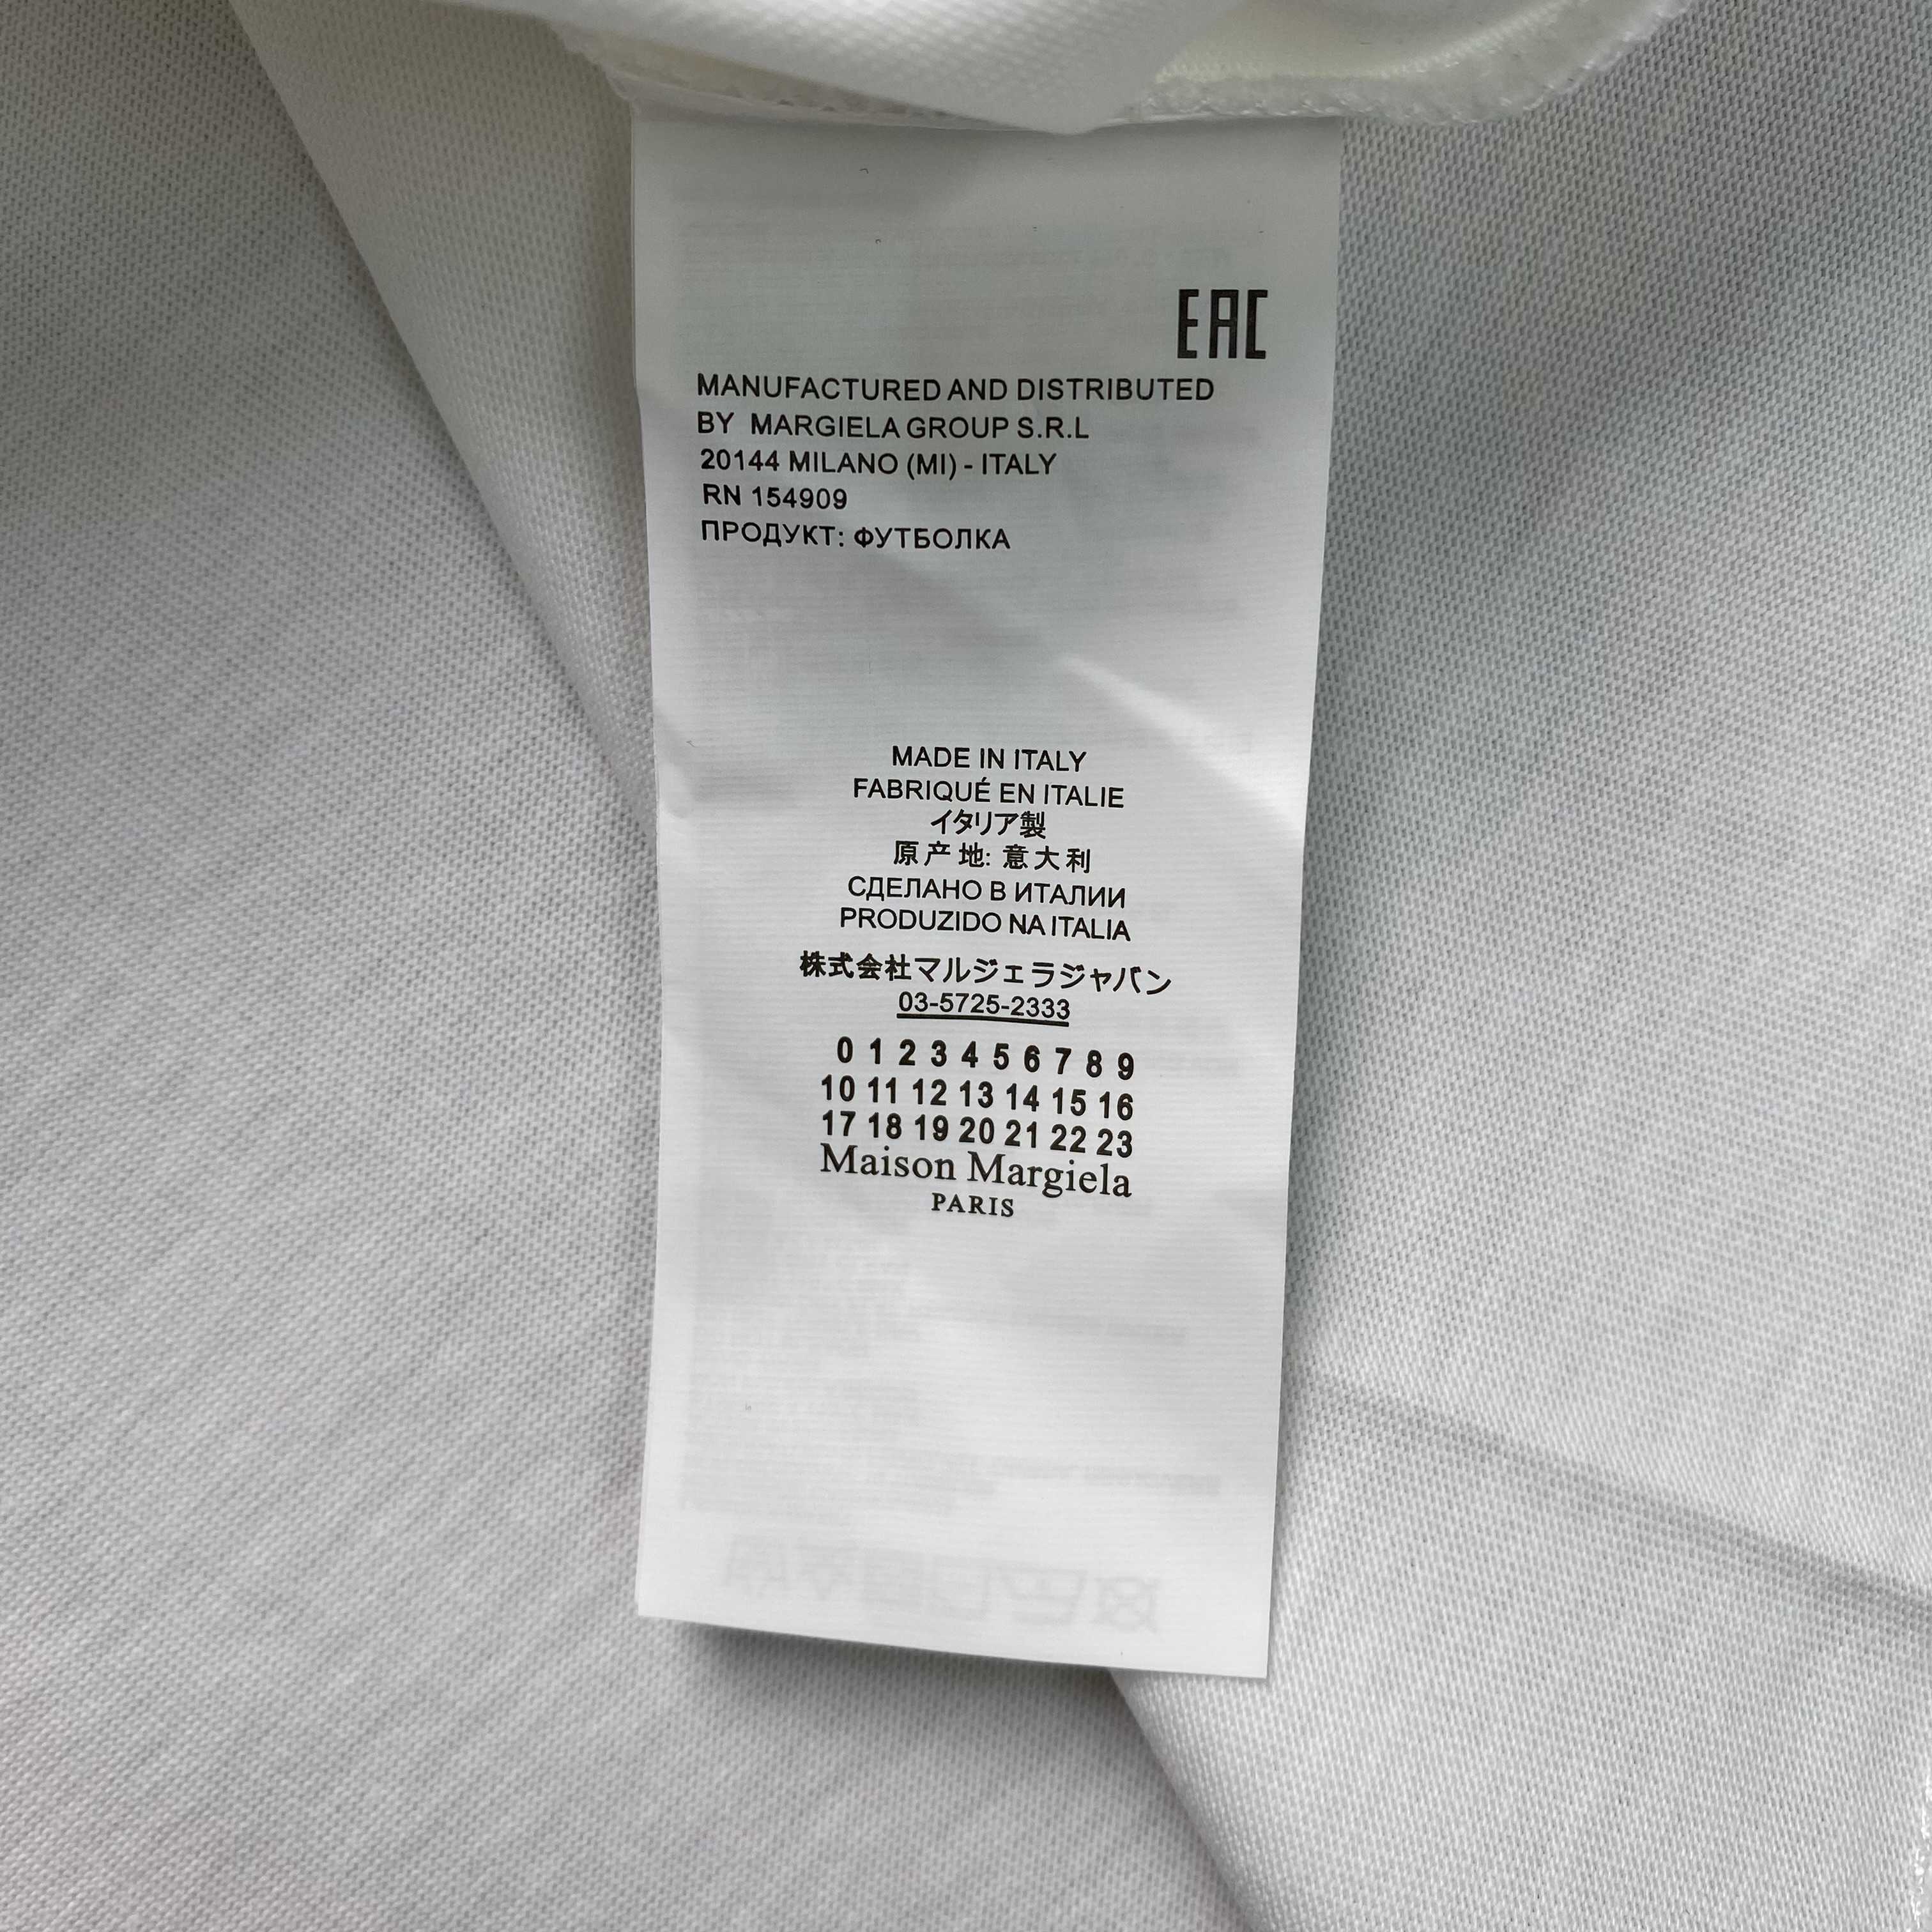 EAC
MANUFACTURED AND DISTRIBUTED
BY MARGIELA GROUP S.R.L
20144 MILANO (MI) - ITALY
RN 154909
ПРОДУКТ: ФУТБОЛКА
MADE IN ITALY
FABRIQUÉ EN ITALIE
イタリア製
原产地: 意大利
СДЕЛАНО В ИТАЛИИ
PRODUZIDO NA ITALIA
株式会社マルジェラジャパン
03-5725-2333
0 1 2 3 4 5 6 7 8 9
10 11 12 13 14 15 16
17 18 19 20 21 22 23
Maison Margiela
PARIS